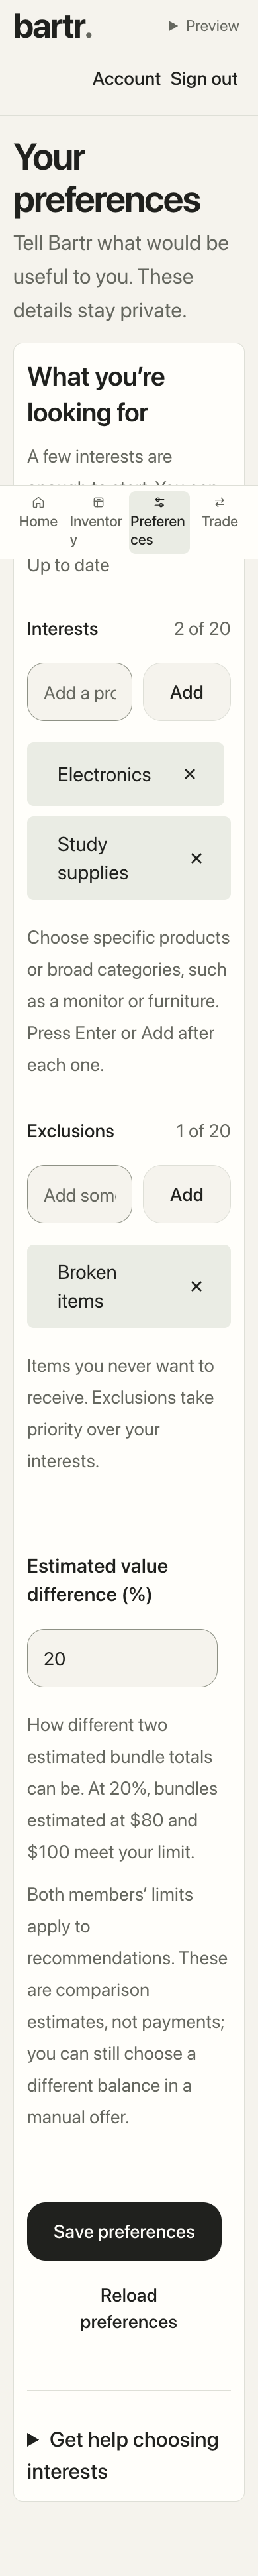 bartr.
Preview
Account Sign out
Your
preferences
Tell Bartr what would be
useful to you. These
details stay private.
What you’re
looking for
A few interests are
Home
Inventor
y
Preferen
ces
Trade
Up to date
Interests
2 of 20
Add a pro
Add
Electronics ✕
Study
supplies ✕
Choose specific products
or broad categories, such
as a monitor or furniture.
Press Enter or Add after
each one.
Exclusions
1 of 20
Add som
Add
Broken
items ✕
Items you never want to
receive. Exclusions take
priority over your
interests.
Estimated value
difference (%)
20
How different two
estimated bundle totals
can be. At 20%, bundles
estimated at $80 and
$100 meet your limit.
Both members’ limits
apply to
recommendations. These
are comparison
estimates, not payments;
you can still choose a
different balance in a
manual offer.
Save preferences
Reload
preferences
Get help choosing
interests